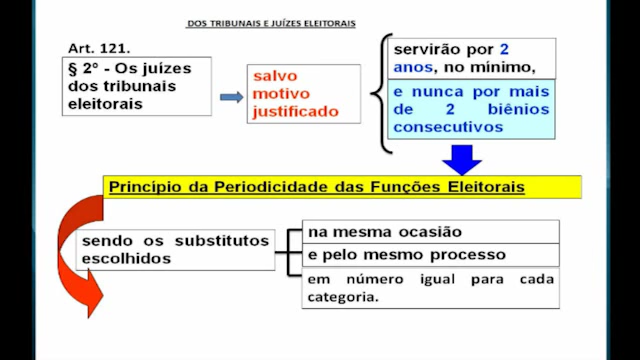 DOS TRIBUNAIS E JUÍZES ELEITORAIS
Art. 121.
§ 2° - Os juízes
dos tribunais
eleitorais
salvo
motivo
justificado
servirão por 2
anos, no mínimo,
e nunca por mais
de 2 biênios
consecutivos
Princípio da Periodicidade das Funções Eleitorais
sendo os substitutos
escolhidos
na mesma ocasião
e pelo mesmo processo
em número igual para cada
categoria.